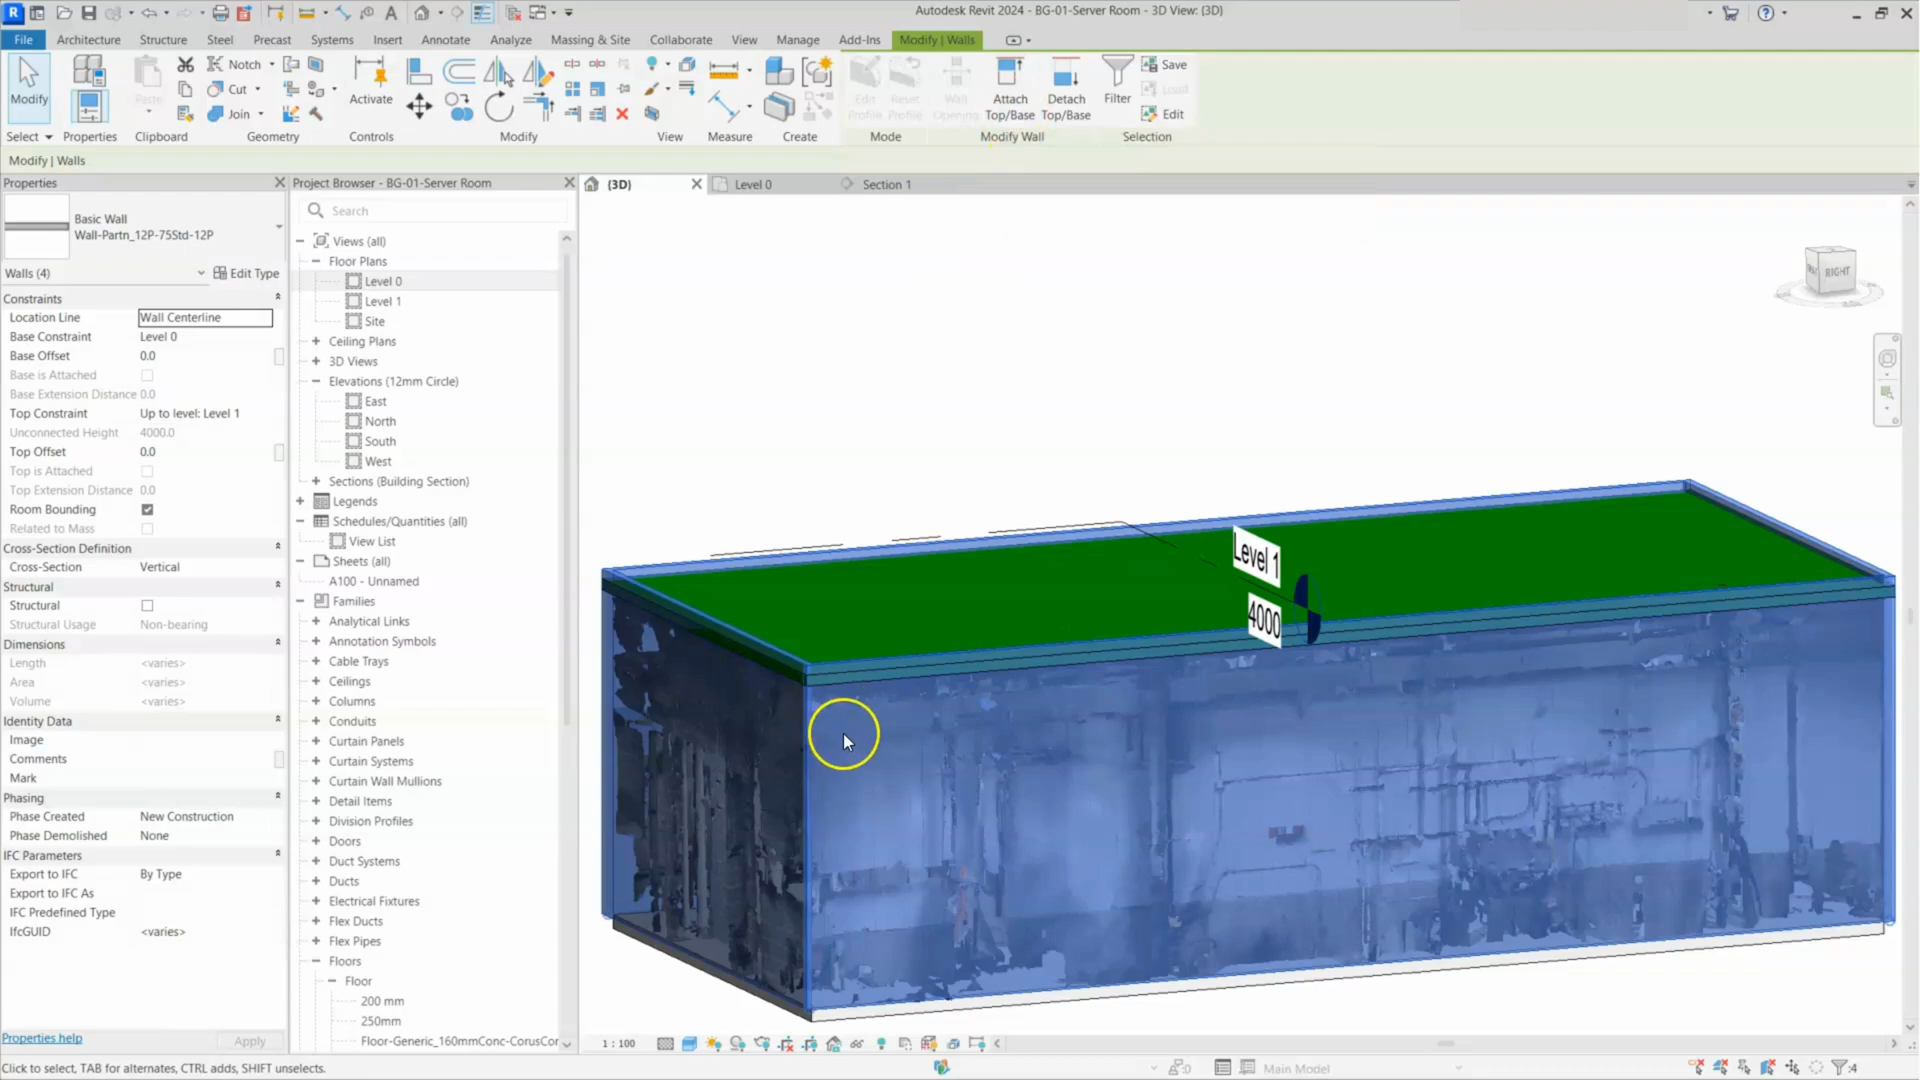 Autodesk Revit 2024 - BG-01-Server Room - 3D View: {3D}
File Architecture Structure Steel Precast Systems Insert Annotate Analyze Massing & Site Collaborate View Manage Add-Ins Modify | Walls
Modify
Select
Properties
Paste
Clipboard
Notch
Cut
Join
Geometry
Activate
Controls
Modify
View
Measure
Create
Edit Profile
Reset Profile
Mode
Wall Opening
Attach Top/Base
Detach Top/Base
Modify Wall
Filter
Save
Load
Edit
Selection
Modify | Walls
Properties
Basic Wall
Wall-Partn_12P-75Std-12P
Walls (4)
Edit Type
Constraints
Location Line Wall Centerline
Base Constraint Level 0
Base Offset 0.0
Base is Attached
Base Extension Distance 0.0
Top Constraint Up to level: Level 1
Unconnected Height 4000.0
Top Offset 0.0
Top is Attached
Top Extension Distance 0.0
Room Bounding
Related to Mass
Cross-Section Definition
Cross-Section Vertical
Structural
Structural
Structural Usage Non-bearing
Dimensions
Length <varies>
Area <varies>
Volume <varies>
Identity Data
Image
Comments
Mark
Phasing
Phase Created New Construction
Phase Demolished None
IFC Parameters
Export to IFC By Type
Export to IFC As
IFC Predefined Type
IfcGUID <varies>
Properties help
Apply
Project Browser - BG-01-Server Room
Search
Views (all)
Floor Plans
Level 0
Level 1
Site
Ceiling Plans
3D Views
Elevations (12mm Circle)
East
North
South
West
Sections (Building Section)
Legends
Schedules/Quantities (all)
View List
Sheets (all)
A100 - Unnamed
Families
Analytical Links
Annotation Symbols
Cable Trays
Ceilings
Columns
Conduits
Curtain Panels
Curtain Systems
Curtain Wall Mullions
Detail Items
Division Profiles
Doors
Duct Systems
Ducts
Electrical Fixtures
Flex Ducts
Flex Pipes
Floors
Floor
200 mm
250mm
Floor-Generic_160mmConc-CorusCor
{3D}
Level 0
Section 1
RIGHT
Level 1
4000
1 : 100
Click to select, TAB for alternates, CTRL adds, SHIFT unselects.
:0
Main Model
:4